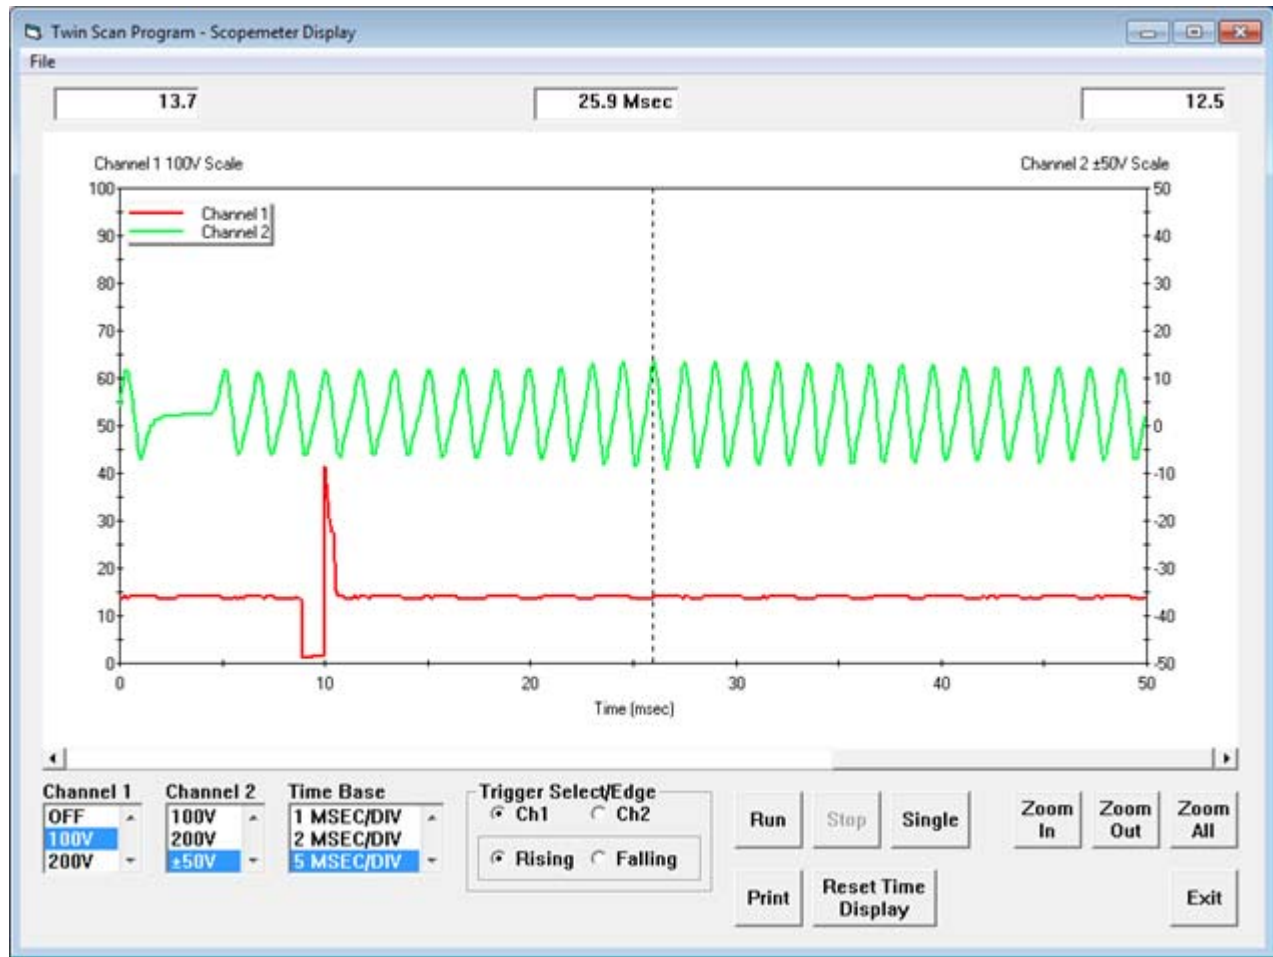 Twin Scan Program - Scopemeter Display
File
13.7 25.9 Msec 12.5
Channel 1 100V Scale Channel 2 ±50V Scale
100 50
Channel 1
Channel 2
90 40
80 30
70 20
60 10
50 0
40 -10
30 -20
20 -30
10 -40
0 -50
0 10 20 30 40 50
Time (msec)
Channel 1 Channel 2 Time Base Trigger Select/Edge
OFF 100V 1 MSEC/DIV Ch1 Ch2
100V 200V 2 MSEC/DIV
200V ±50V 5 MSEC/DIV Rising Falling
Run Stop Single Zoom In Zoom Out Zoom All
Print Reset Time Display Exit